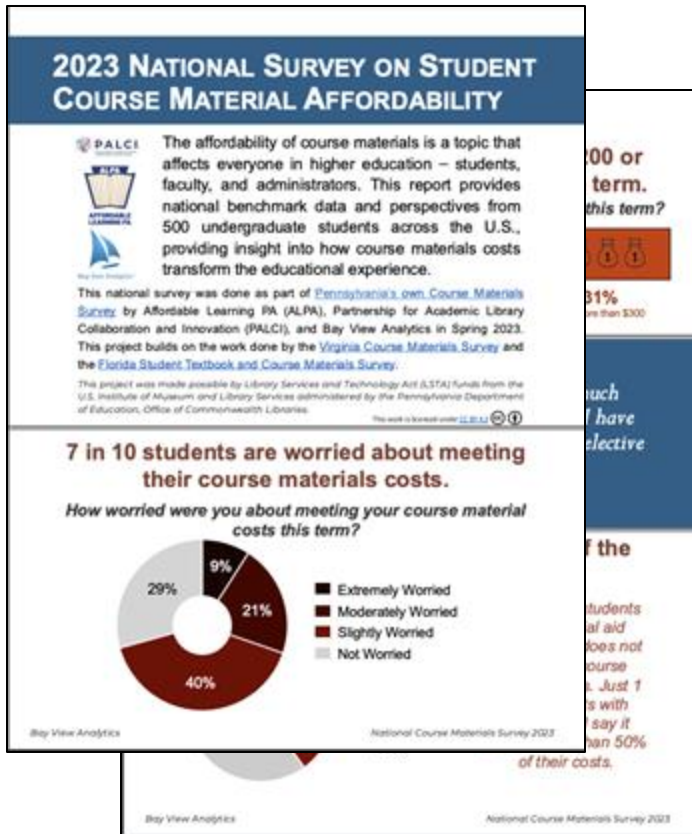 2023 NATIONAL SURVEY ON STUDENT
COURSE MATERIAL AFFORDABILITY
PALCI
ALPA
AFFORDABLE
LEARNING PA
Bay View Analytics
The affordability of course materials is a topic that
affects everyone in higher education – students,
faculty, and administrators. This report provides
national benchmark data and perspectives from
500 undergraduate students across the U.S.,
providing insight into how course materials costs
transform the educational experience.
This national survey was done as part of Pennsylvania's own Course Materials
Survey by Affordable Learning PA (ALPA), Partnership for Academic Library
Collaboration and Innovation (PALCI), and Bay View Analytics in Spring 2023.
This project builds on the work done by the Virginia Course Materials Survey and
the Florida Student Textbook and Course Materials Survey.
This project was made possible by Library Services and Technology Act (LSTA) funds from the
U.S. Institute of Museum and Library Services administered by the Pennsylvania Department
of Education, Office of Commonwealth Libraries.
This work is licensed under
7 in 10 students are worried about meeting
their course materials costs.
How worried were you about meeting your course material
costs this term?
9%
29%
21%
40%
Extremely Worried
Moderately Worried
Slightly Worried
Not Worried
Bay View Analytics
National Course Materials Survey 2023
00 or
term.
this term?
31%
ore than $300
uch
have
elective
f the
tudents
al aid
does not
ourse
. Just 1
s with
say it
han 50%
of their costs.
Bay View Analytics
National Course Materials Survey 2023